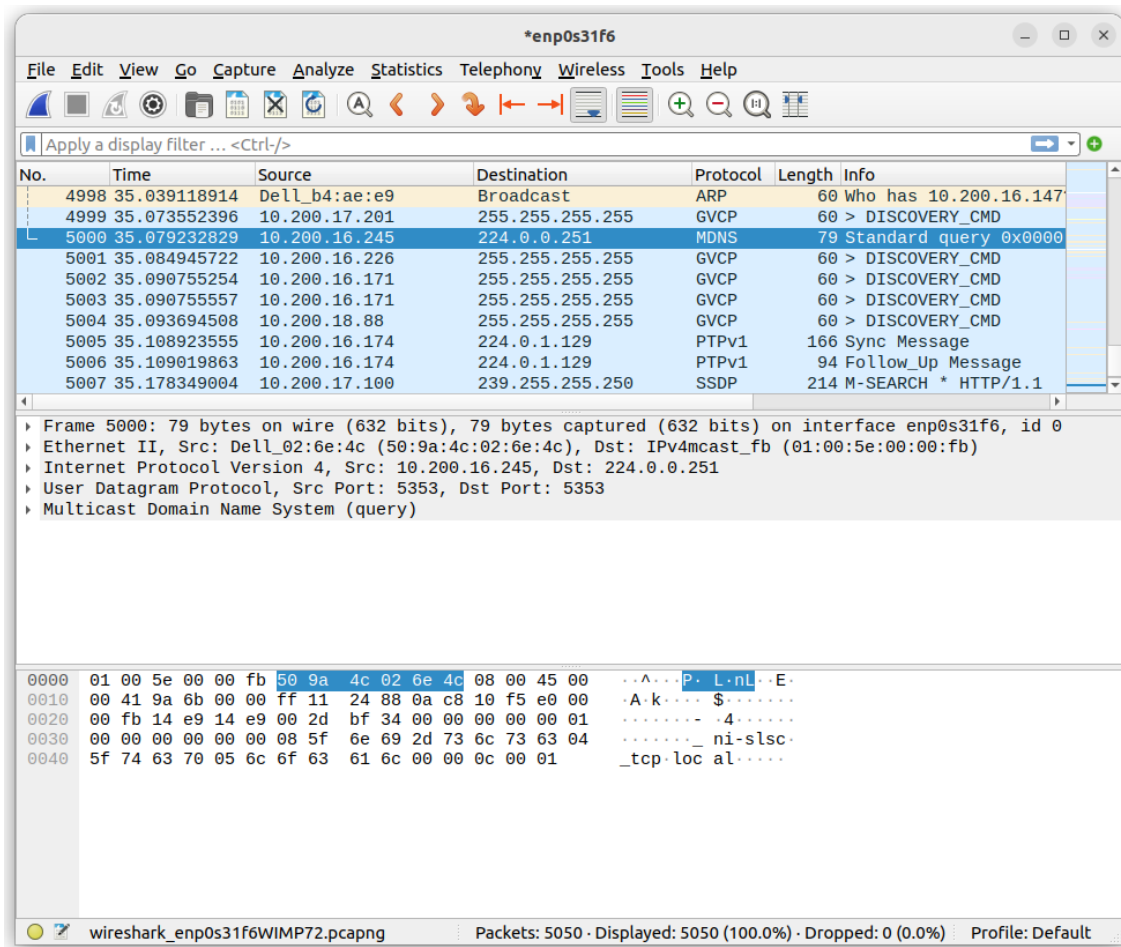 *enp0s31f6
File Edit View Go Capture Analyze Statistics Telephony Wireless Tools Help
Apply a display filter … <Ctrl-/>
No. Time Source Destination Protocol Length Info
4998 35.039118914 Dell_b4:ae:e9 Broadcast ARP 60 Who has 10.200.16.147?
4999 35.073552396 10.200.17.201 255.255.255.255 GVCP 60 > DISCOVERY_CMD
5000 35.079232829 10.200.16.245 224.0.0.251 MDNS 79 Standard query 0x0000
5001 35.084945722 10.200.16.226 255.255.255.255 GVCP 60 > DISCOVERY_CMD
5002 35.090755254 10.200.16.171 255.255.255.255 GVCP 60 > DISCOVERY_CMD
5003 35.090755557 10.200.16.171 255.255.255.255 GVCP 60 > DISCOVERY_CMD
5004 35.093694508 10.200.18.88 255.255.255.255 GVCP 60 > DISCOVERY_CMD
5005 35.108923555 10.200.16.174 224.0.1.129 PTPv1 166 Sync Message
5006 35.109019863 10.200.16.174 224.0.1.129 PTPv1 94 Follow_Up Message
5007 35.178349004 10.200.17.100 239.255.255.250 SSDP 214 M-SEARCH * HTTP/1.1
Frame 5000: 79 bytes on wire (632 bits), 79 bytes captured (632 bits) on interface enp0s31f6, id 0
Ethernet II, Src: Dell_02:6e:4c (50:9a:4c:02:6e:4c), Dst: IPv4mcast_fb (01:00:5e:00:00:fb)
Internet Protocol Version 4, Src: 10.200.16.245, Dst: 224.0.0.251
User Datagram Protocol, Src Port: 5353, Dst Port: 5353
Multicast Domain Name System (query)
0000 01 00 5e 00 00 fb 50 9a 4c 02 6e 4c 08 00 45 00 ··^···P· L·nL··E·
0010 00 41 9a 6b 00 00 ff 11 24 88 0a c8 10 f5 e0 00 ·A·k···· $·······
0020 00 fb 14 e9 14 e9 00 2d bf 34 00 00 00 00 00 01 ·······- ·4······
0030 00 00 00 00 00 00 08 5f 6e 69 2d 73 6c 73 63 04 ·······_ ni-slsc·
0040 5f 74 63 70 05 6c 6f 63 61 6c 00 00 0c 00 01 _tcp·loc al·····
wireshark_enp0s31f6WIMP72.pcapng Packets: 5050 · Displayed: 5050 (100.0%) · Dropped: 0 (0.0%) Profile: Default